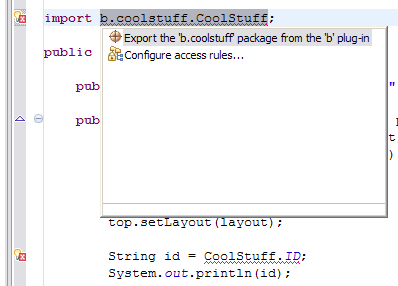 import b.coolstuff.CoolStuff;
Export the 'b.coolstuff' package from the 'b' plug-in
public
Configure access rules...
pub "
pub p
t
)
top.setLayout(layout);
String id = CoolStuff.ID;
System.out.println(id);